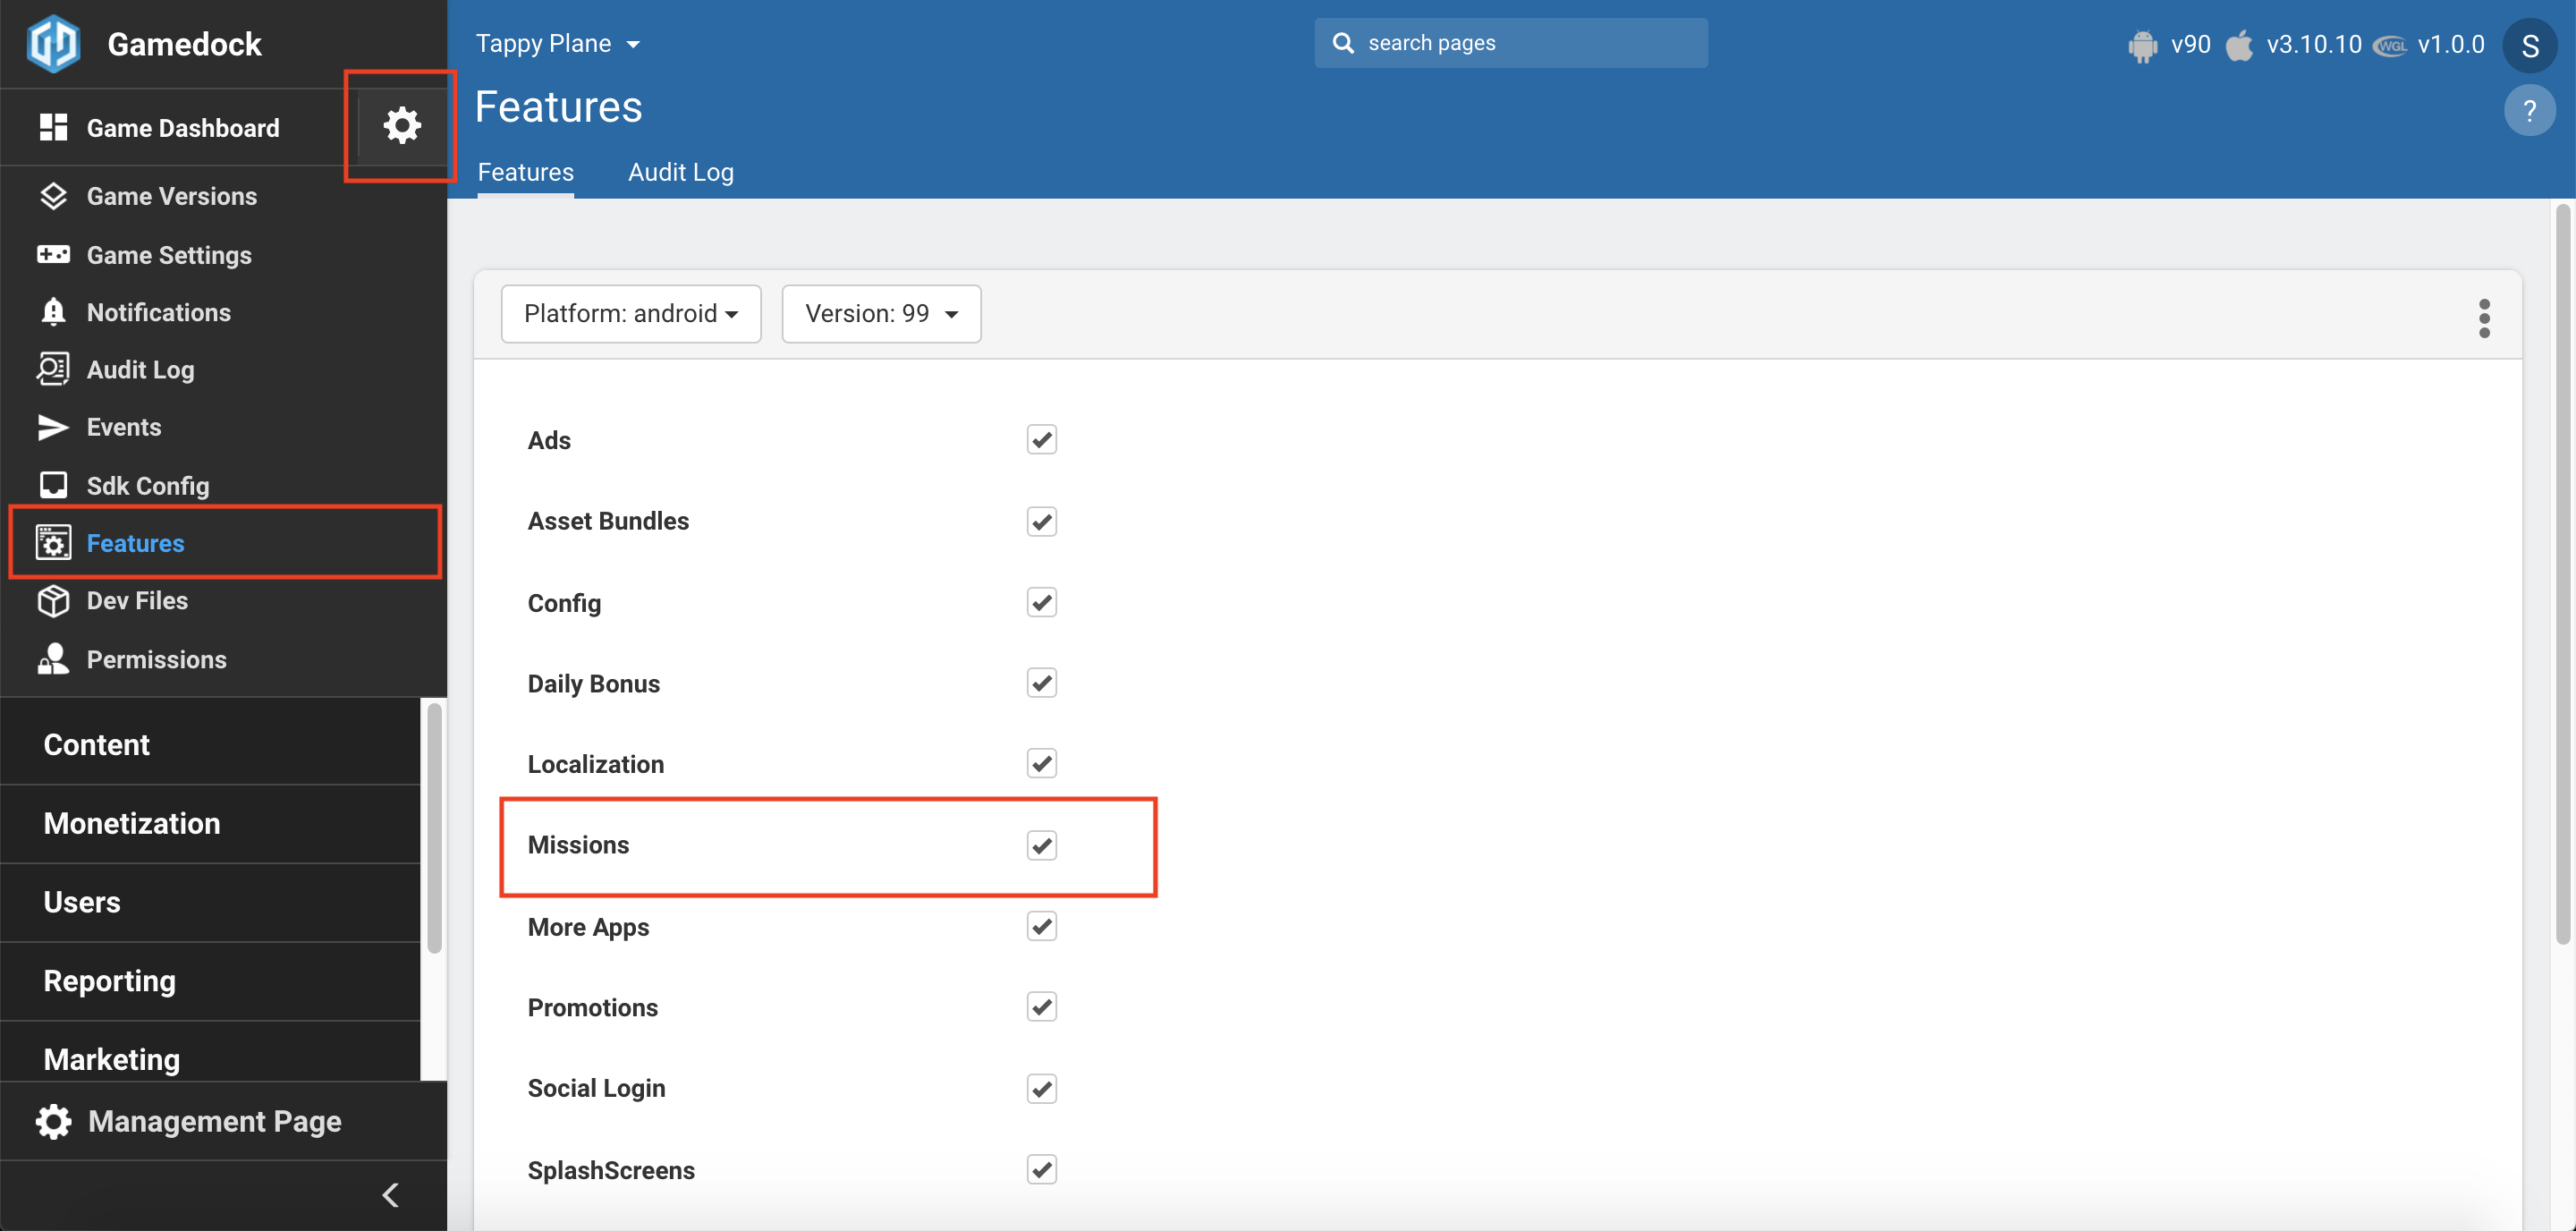 Gamedock
Game Dashboard
Game Versions
Game Settings
Notifications
Audit Log
Events
Sdk Config
Features
Dev Files
Permissions
Content
Monetization
Users
Reporting
Marketing
Management Page
Tappy Plane
search pages
v90
v3.10.10
WGL
v1.0.0
S
?
Features
Features
Audit Log
Platform: android
Version: 99
Ads
Asset Bundles
Config
Daily Bonus
Localization
Missions
More Apps
Promotions
Social Login
SplashScreens